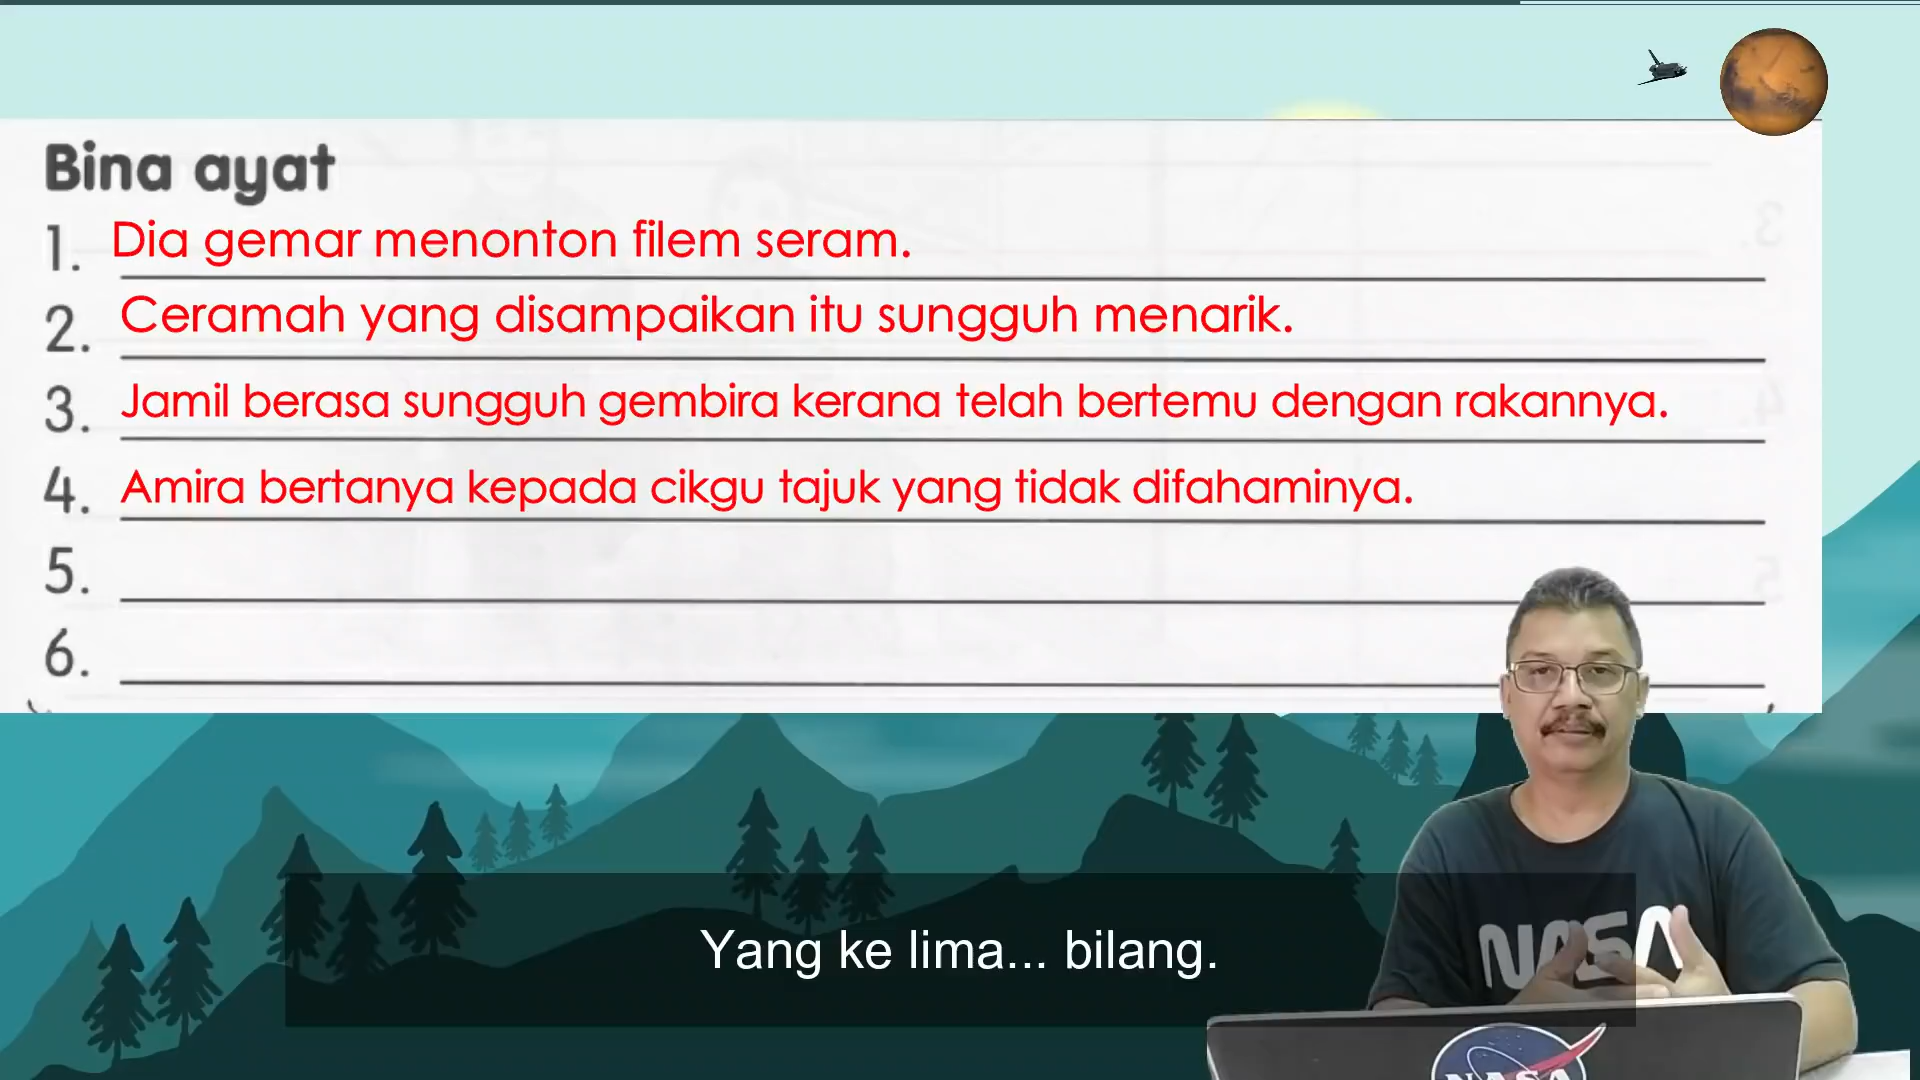 Bina ayat
1. Dia gemar menonton filem seram.
2. Ceramah yang disampaikan itu sungguh menarik.
3. Jamil berasa sungguh gembira kerana telah bertemu dengan rakannya.
4. Amira bertanya kepada cikgu tajuk yang tidak difahaminya.
5.
6.
Yang ke lima... bilang.
NASA
NASA